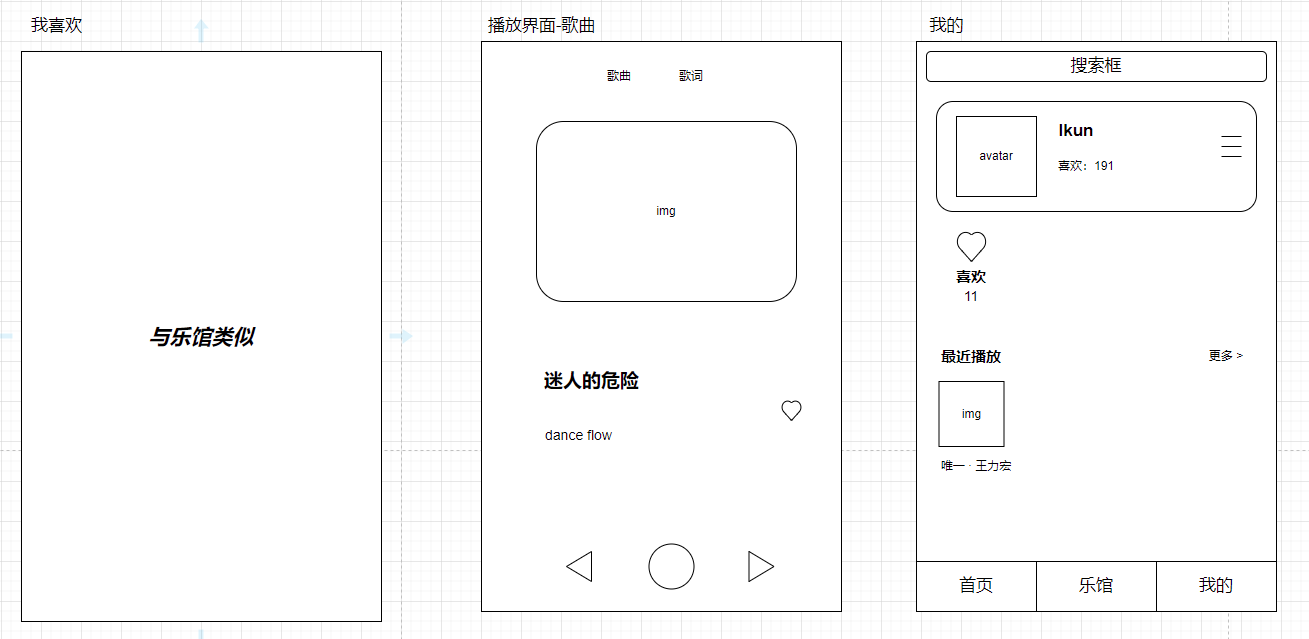 我喜欢
与乐馆类似
播放界面-歌曲
歌曲
歌词
img
迷人的危险
dance flow
我的
搜索框
avatar
Ikun
喜欢：191
喜欢
11
最近播放
更多 >
img
唯一 · 王力宏
首页
乐馆
我的